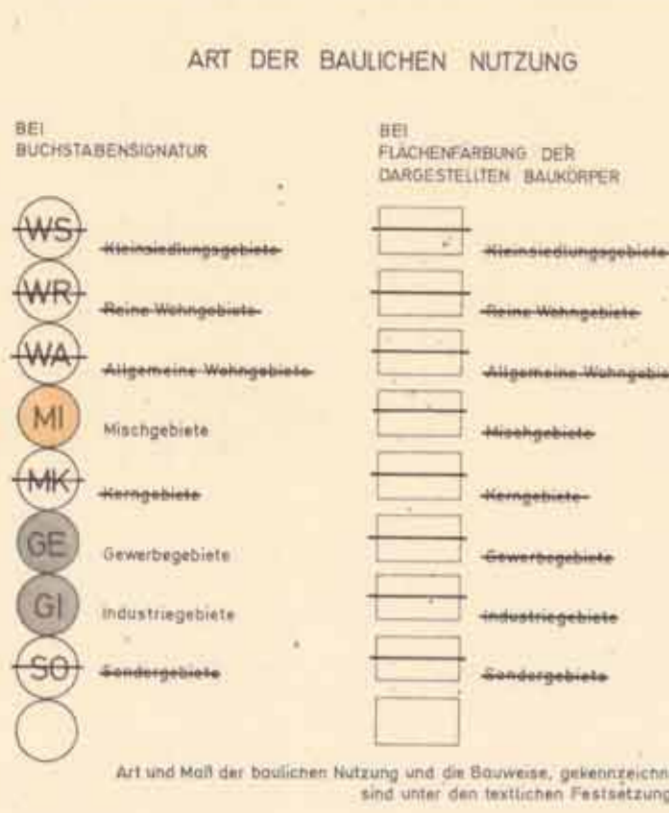 ART DER BAULICHEN NUTZUNG
BEI
BUCHSTABENSIGNATUR
BEI
FLÄCHENFARBUNG DER
DARGESTELLTEN BAUKÖRPER
WS Kleinsiedlungsgebiete Kleinsiedlungsgebiete
WR Reine Wohngebiete Reine Wohngebiete
WA Allgemeine Wohngebiete Allgemeine Wohngebie
MI Mischgebiete Mischgebiete
MK Kerngebiete Kerngebiete
GE Gewerbegebiete Gewerbegebiete
GI Industriegebiete Industriegebiete
SO Sondergebiete Sondergebiete
Art und Maß der baulichen Nutzung und die Bauweise, gekennzeichn
sind unter den textlichen Festsetzung